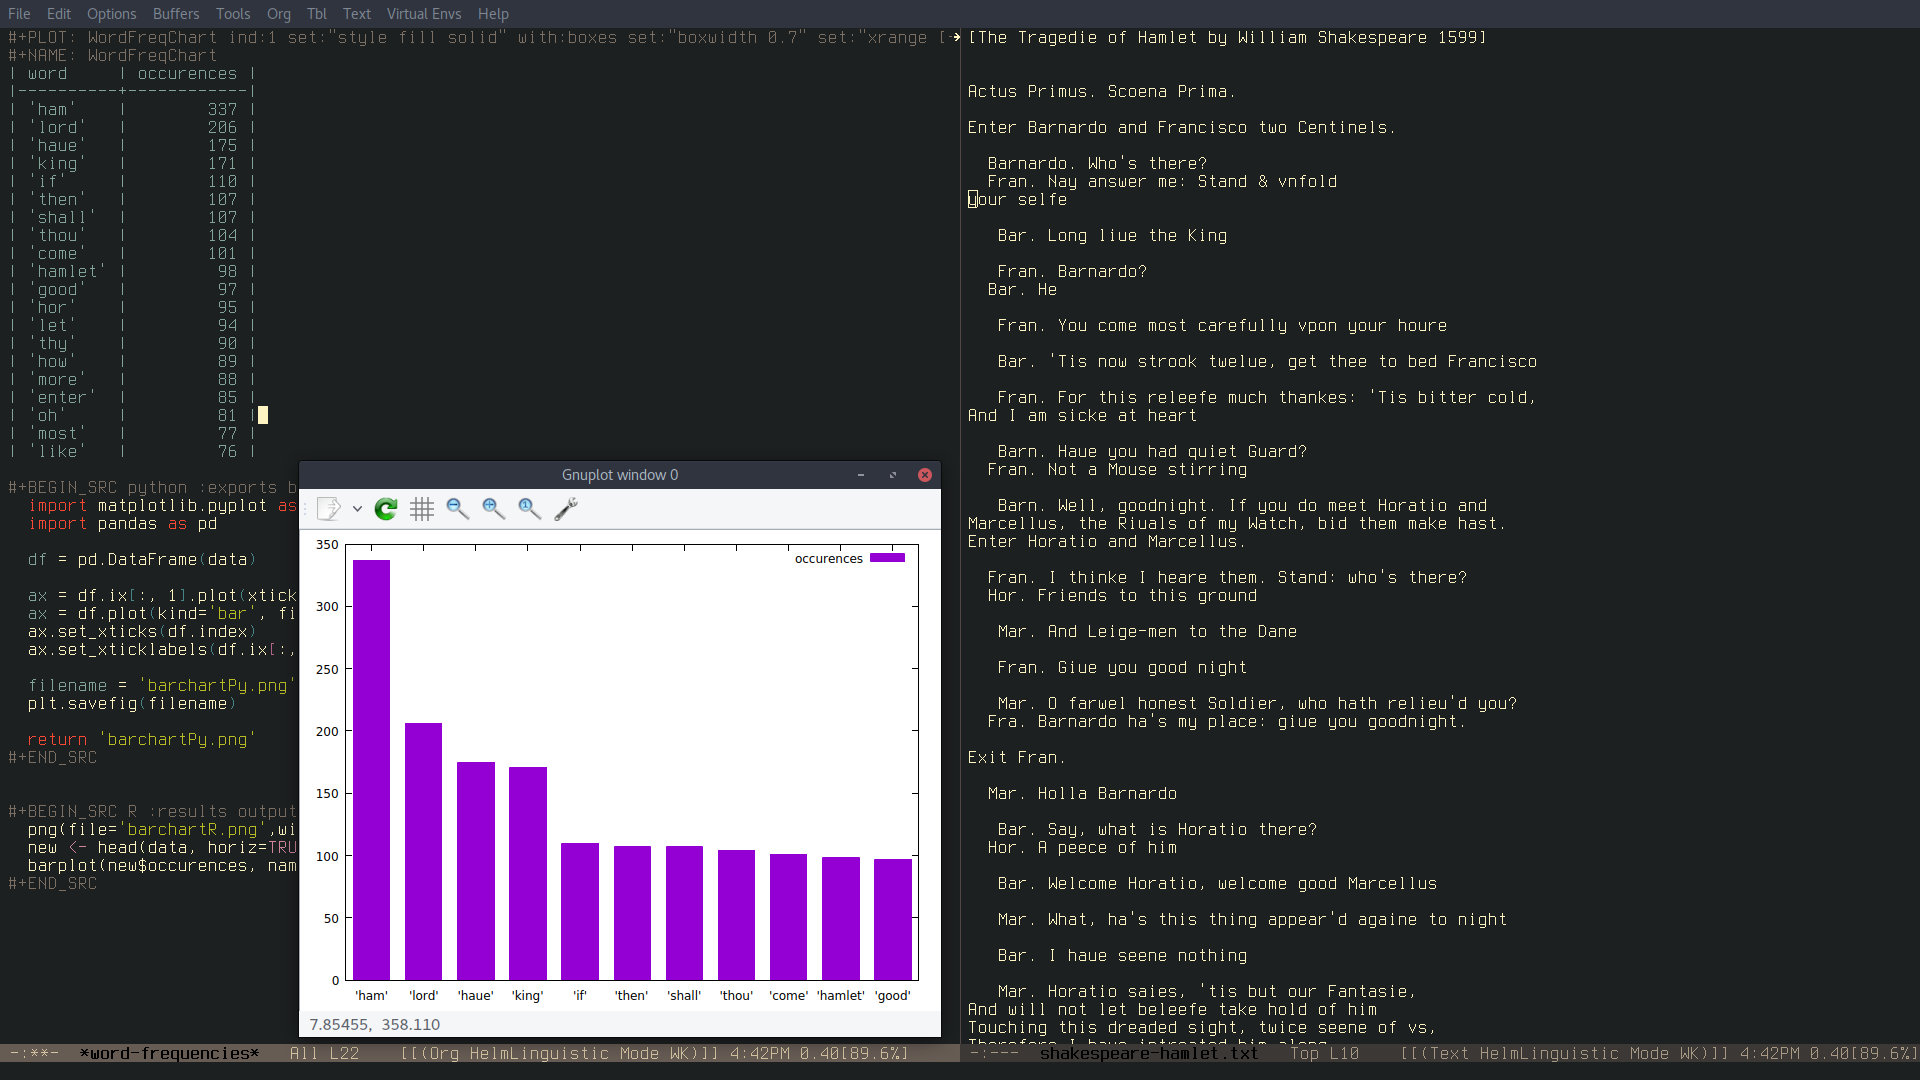 File Edit Options Buffers Tools Org Tbl Text Virtual Envs Help
#+PLOT: WordFreqChart ind:1 set:"style fill solid" with:boxes set:"boxwidth 0.7" set:"xrange [-
#+NAME: WordFreqChart
| word | occurences |
|----------+------------|
| 'ham' | 337 |
| 'lord' | 206 |
| 'haue' | 175 |
| 'king' | 171 |
| 'if' | 110 |
| 'then' | 107 |
| 'shall' | 107 |
| 'thou' | 104 |
| 'come' | 101 |
| 'hamlet' | 98 |
| 'good' | 97 |
| 'hor' | 95 |
| 'let' | 94 |
| 'thy' | 90 |
| 'how' | 89 |
| 'more' | 88 |
| 'enter' | 85 |
| 'oh' | 81 |
| 'most' | 77 |
| 'like' | 76 |
#+BEGIN_SRC python :exports b
import matplotlib.pyplot as
import pandas as pd
df = pd.DataFrame(data)
ax = df.ix[:, 1].plot(xtick
ax = df.plot(kind='bar', fi
ax.set_xticks(df.index)
ax.set_xticklabels(df.ix[:,
filename = 'barchartPy.png'
plt.savefig(filename)
return 'barchartPy.png'
#+END_SRC
#+BEGIN_SRC R :results output
png(file='barchartR.png',wi
new <- head(data, horiz=TRU
barplot(new$occurences, nam
#+END_SRC
Gnuplot window 0
occurences
350
300
250
200
150
100
50
0
'ham' 'lord' 'haue' 'king' 'if' 'then' 'shall' 'thou' 'come' 'hamlet' 'good'
7.85455, 358.110
-:**- *word-frequencies* All L22 [[(Org HelmLinguistic Mode WK)]] 4:42PM 0.40[89.6%]
[The Tragedie of Hamlet by William Shakespeare 1599]
Actus Primus. Scoena Prima.
Enter Barnardo and Francisco two Centinels.
Barnardo. Who's there?
Fran. Nay answer me: Stand & vnfold
your selfe
Bar. Long liue the King
Fran. Barnardo?
Bar. He
Fran. You come most carefully vpon your houre
Bar. 'Tis now strook twelue, get thee to bed Francisco
Fran. For this releefe much thankes: 'Tis bitter cold,
And I am sicke at heart
Barn. Haue you had quiet Guard?
Fran. Not a Mouse stirring
Barn. Well, goodnight. If you do meet Horatio and
Marcellus, the Riuals of my Watch, bid them make hast.
Enter Horatio and Marcellus.
Fran. I thinke I heare them. Stand: who's there?
Hor. Friends to this ground
Mar. And Leige-men to the Dane
Fran. Giue you good night
Mar. O farwel honest Soldier, who hath relieu'd you?
Fra. Barnardo ha's my place: giue you goodnight.
Exit Fran.
Mar. Holla Barnardo
Bar. Say, what is Horatio there?
Hor. A peece of him
Bar. Welcome Horatio, welcome good Marcellus
Mar. What, ha's this thing appear'd againe to night
Bar. I haue seene nothing
Mar. Horatio saies, 'tis but our Fantasie,
And will not let beleefe take hold of him
Touching this dreaded sight, twice seene of vs,
Therefore I haue intreated him along
-:--- shakespeare-hamlet.txt Top L10 [[(Text HelmLinguistic Mode WK)]] 4:42PM 0.40[89.6%]